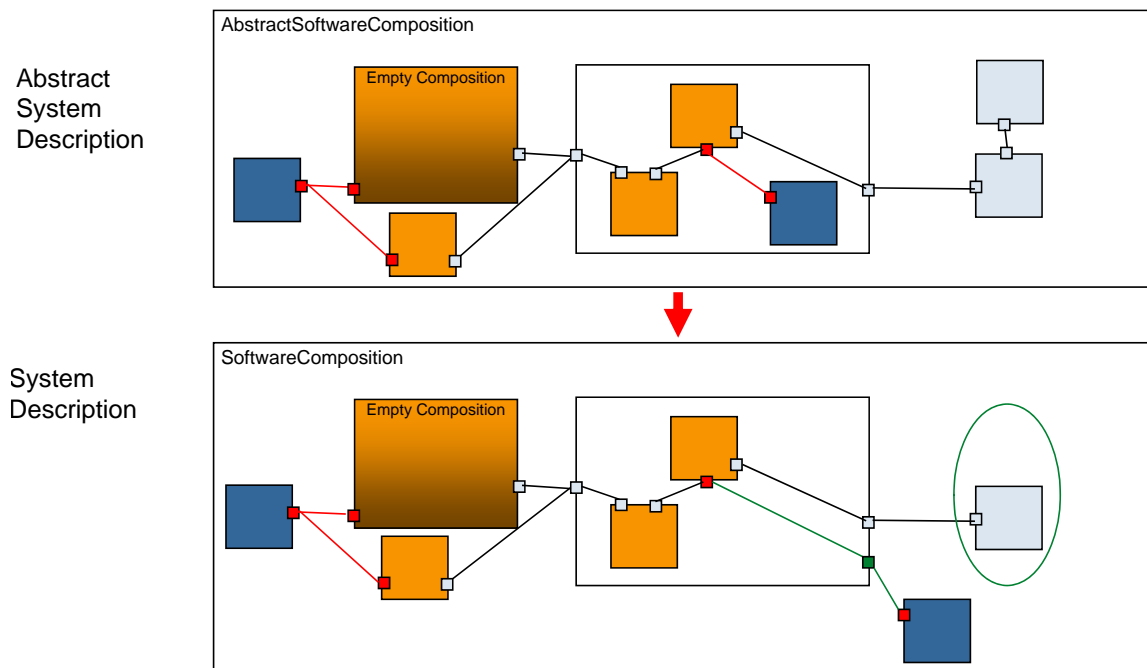 AbstractSoftwareComposition
Abstract
System
Description
Empty Composition
SoftwareComposition
System
Description
Empty Composition